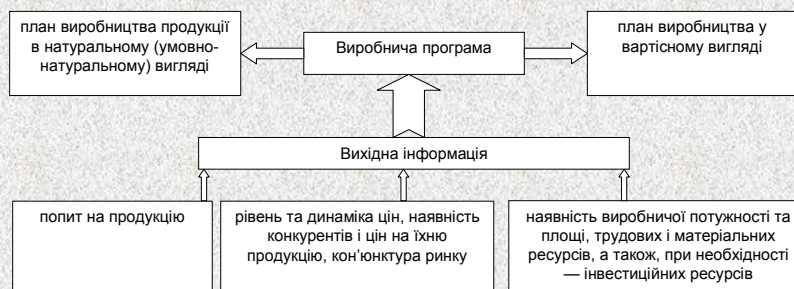 план виробництва продукції
в натуральному (умовно-
натуральному) вигляді
Виробнича програма
план виробництва у
вартісному вигляді
Вихідна інформація
попит на продукцію
рівень та динаміка цін, наявність
конкурентів і цін на їхню
продукцію, кон’юнктура ринку
наявність виробничої потужності та
площі, трудових і матеріальних
ресурсів, а також, при необхідності
— інвестиційних ресурсів